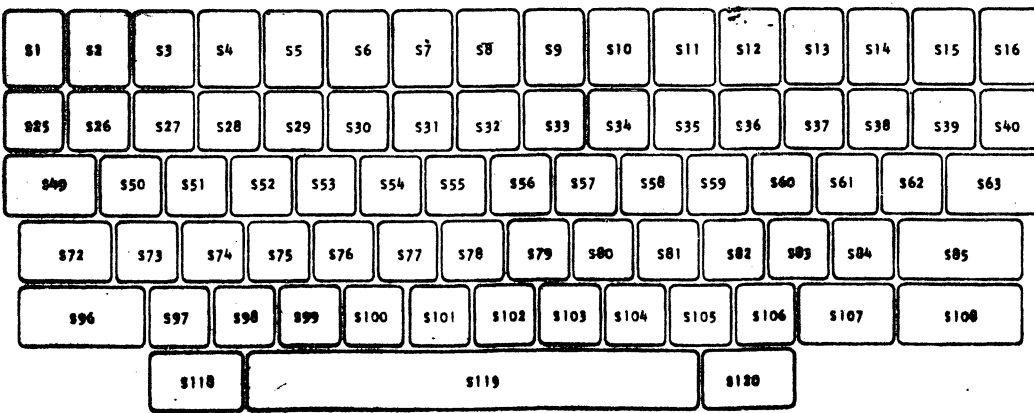 S1 S2 S3 S4 S5 S6 S7 S8 S9 S10 S11 S12 S13 S14 S15 S16
S25 S26 S27 S28 S29 S30 S31 S32 S33 S34 S35 S36 S37 S38 S39 S40
S49 S50 S51 S52 S53 S54 S55 S56 S57 S58 S59 S60 S61 S62 S63
S72 S73 S74 S75 S76 S77 S78 S79 S80 S81 S82 S83 S84 S85
S96 S97 S98 S99 S100 S101 S102 S103 S104 S105 S106 S107 S108
S118 S119 S120